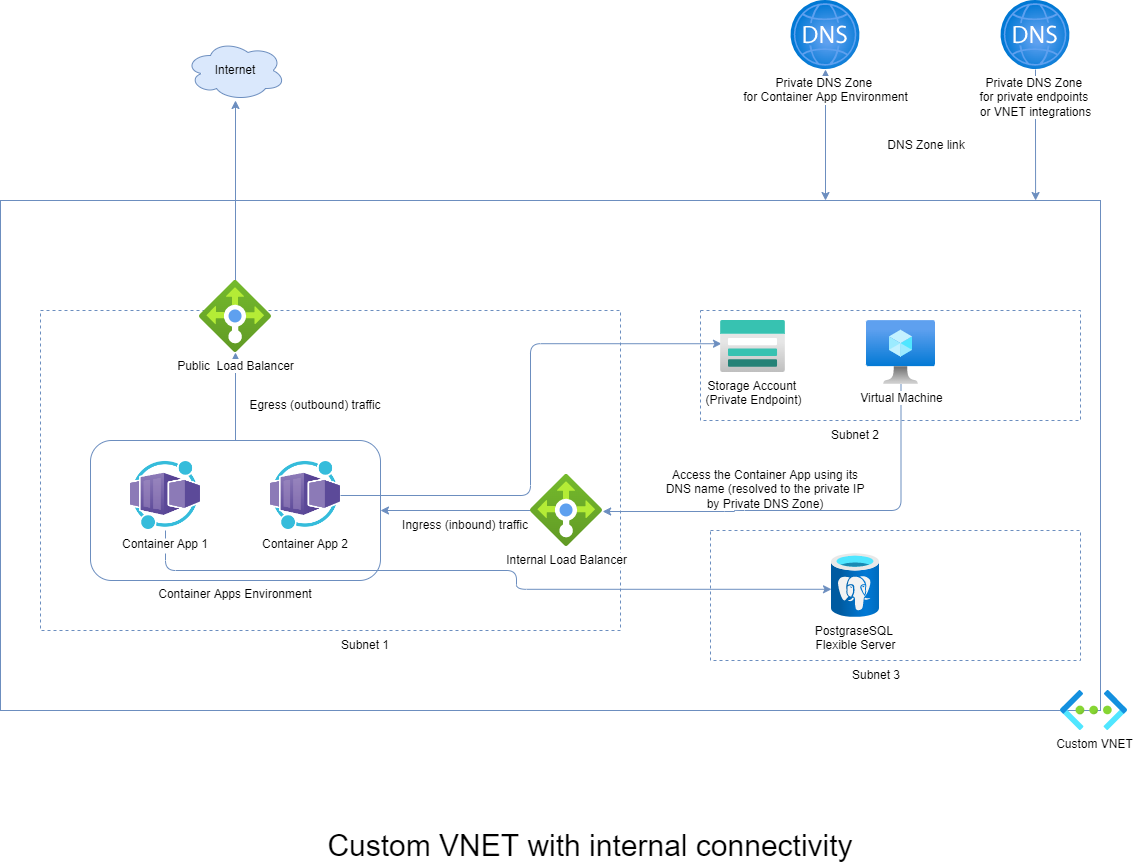 DNS
DNS
Internet
Private DNS Zone
for Container App Environment
Private DNS Zone
for private endpoints
or VNET integrations
DNS Zone link
Public  Load Balancer
Egress (outbound) traffic
Storage Account
(Private Endpoint)
Virtual Machine
Subnet 2
Access the Container App using its
DNS name (resolved to the private IP
by Private DNS Zone)
Ingress (inbound) traffic
Container App 1
Container App 2
Internal Load Balancer
Container Apps Environment
Subnet 1
PostgraseSQL
Flexible Server
Subnet 3
Custom VNET
Custom VNET with internal connectivity